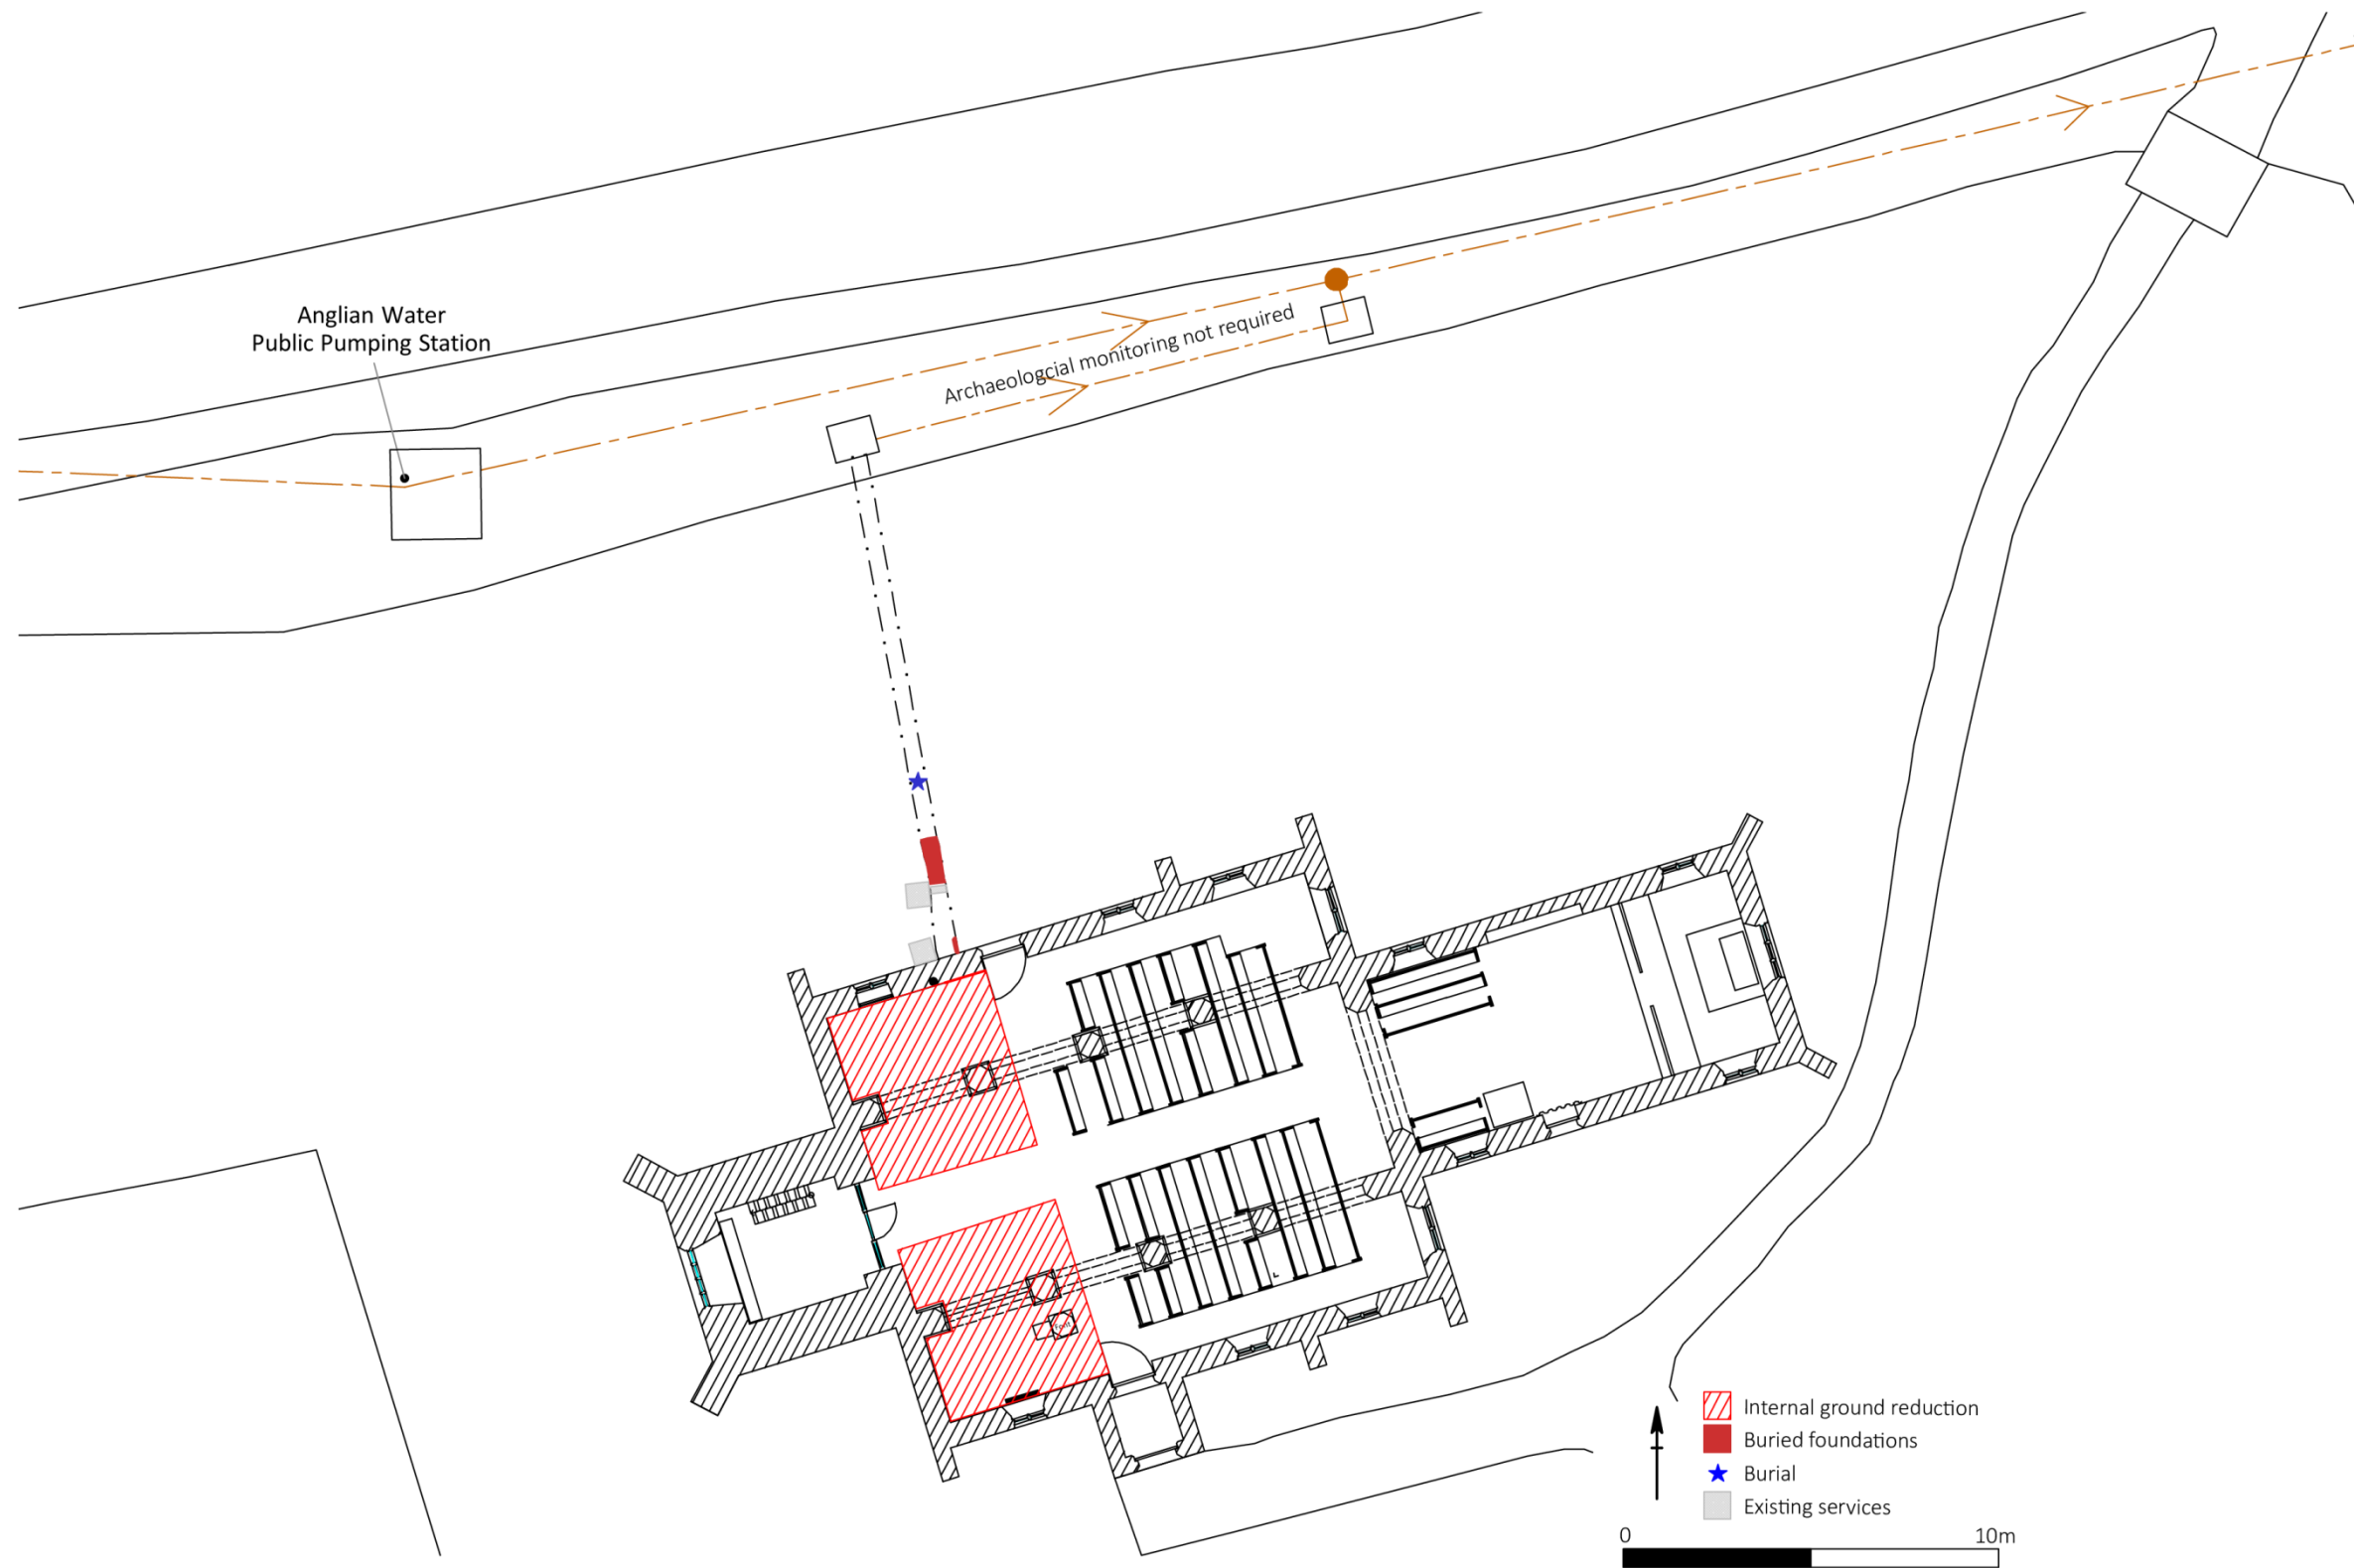 Anglian Water
Public Pumping Station
Archaeologcial monitoring not required
Font
Internal ground reduction
Buried foundations
Burial
Existing services
0 10m